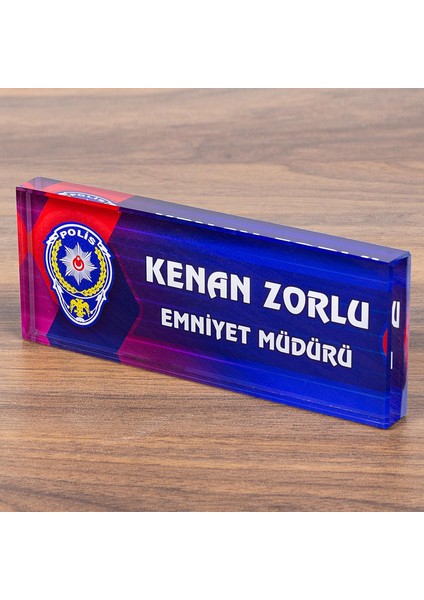 POLİS
KENAN ZORLU
EMNİYET MÜDÜRÜ